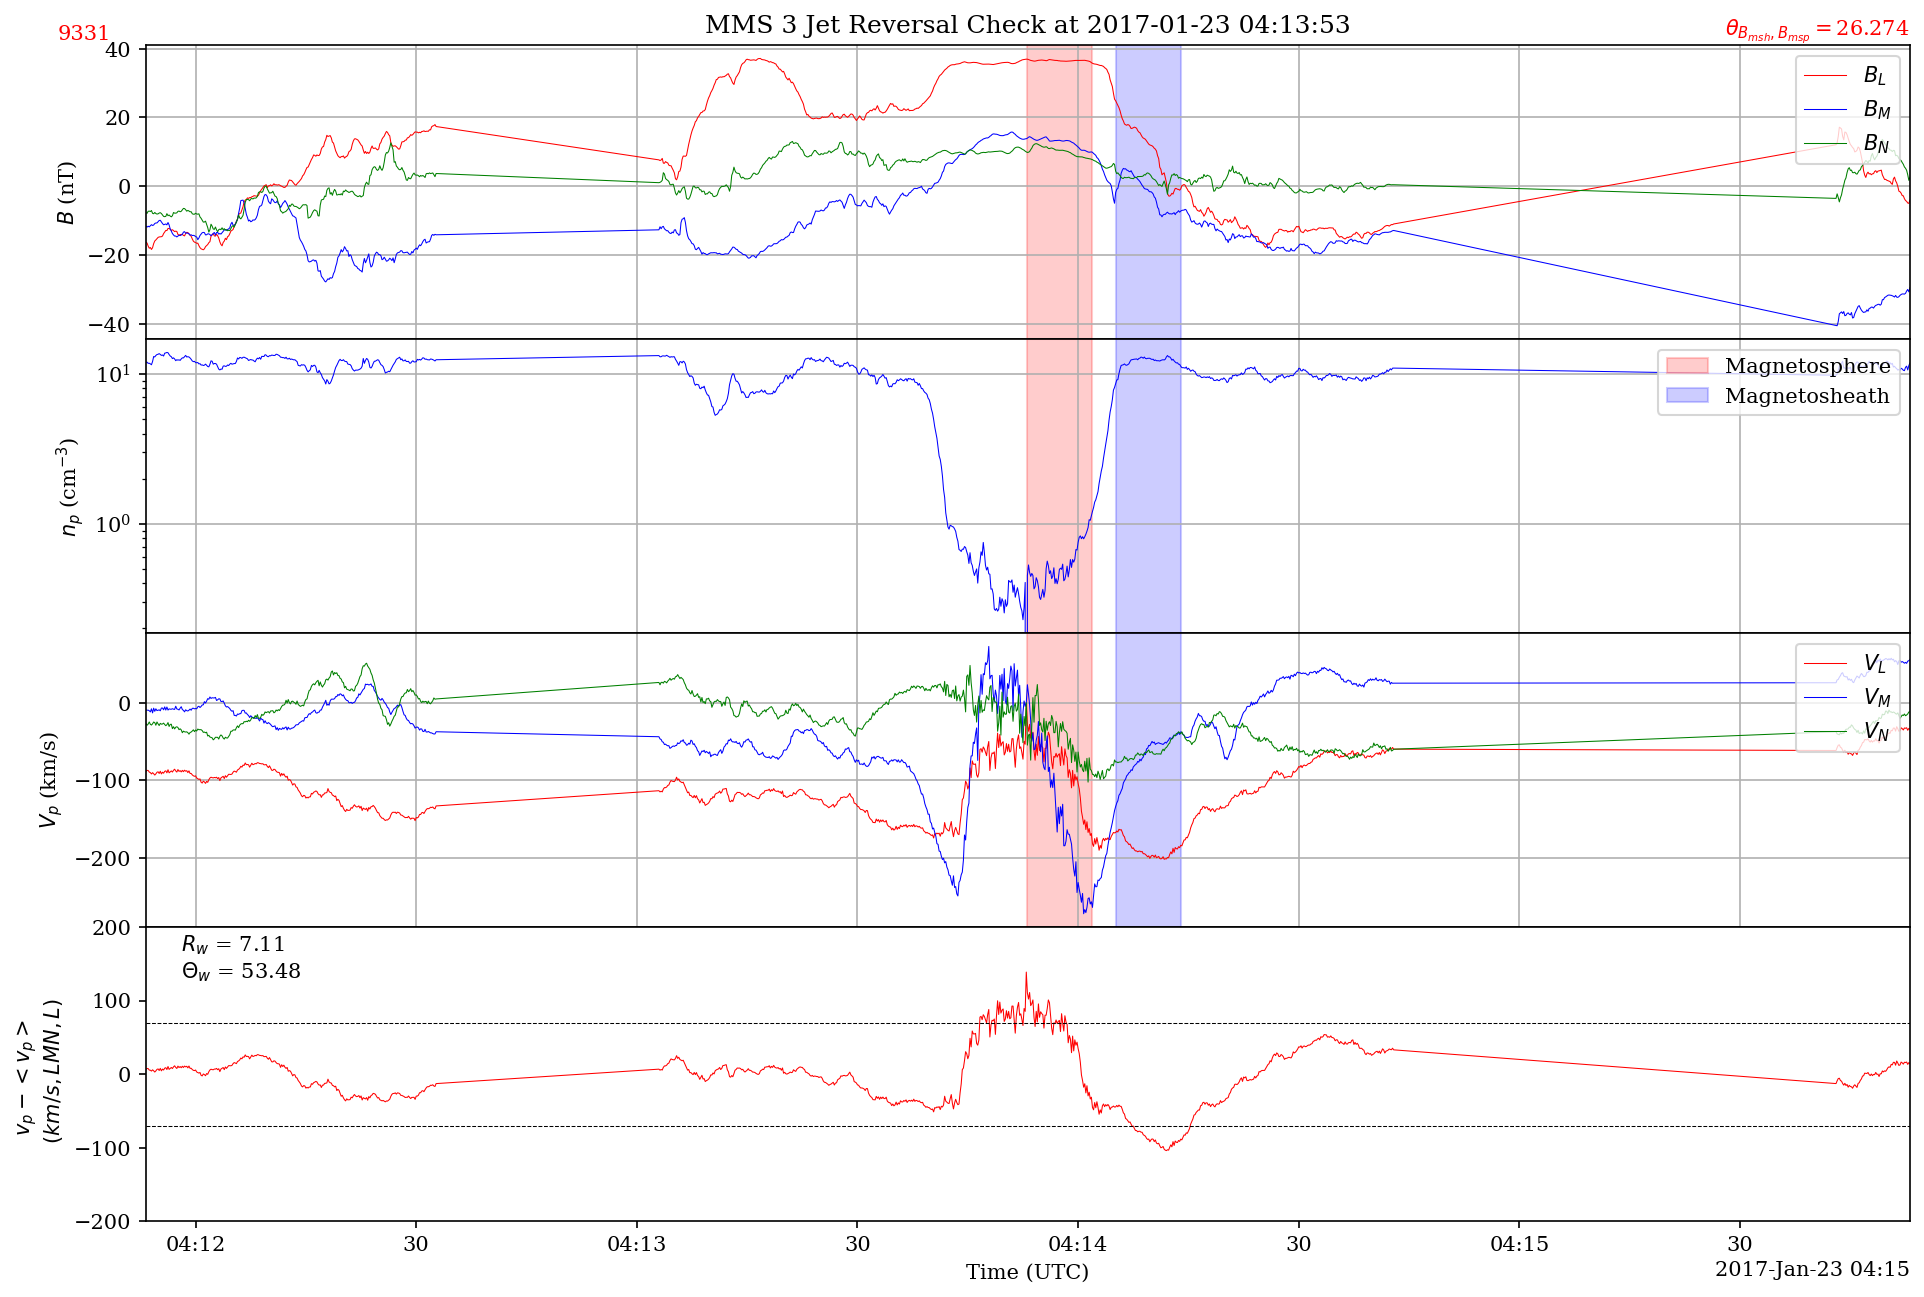 MMS 3 Jet Reversal Check at 2017-01-23 04:13:53
9331
θ_{B_{msh}, B_{msp}} = 26.274
40
20
0
−20
−40
B (nT)
B_L
B_M
B_N
10^1
10^0
n_p (cm^{−3})
Magnetosphere
Magnetosheath
0
−100
−200
V_p (km/s)
V_L
V_M
V_N
200
100
0
−100
−200
v_p − < v_p >
(km/s, LMN, L)
R_w = 7.11
Θ_w = 53.48
04:12 30 04:13 30 04:14 30 04:15 30
Time (UTC)
2017-Jan-23 04:15